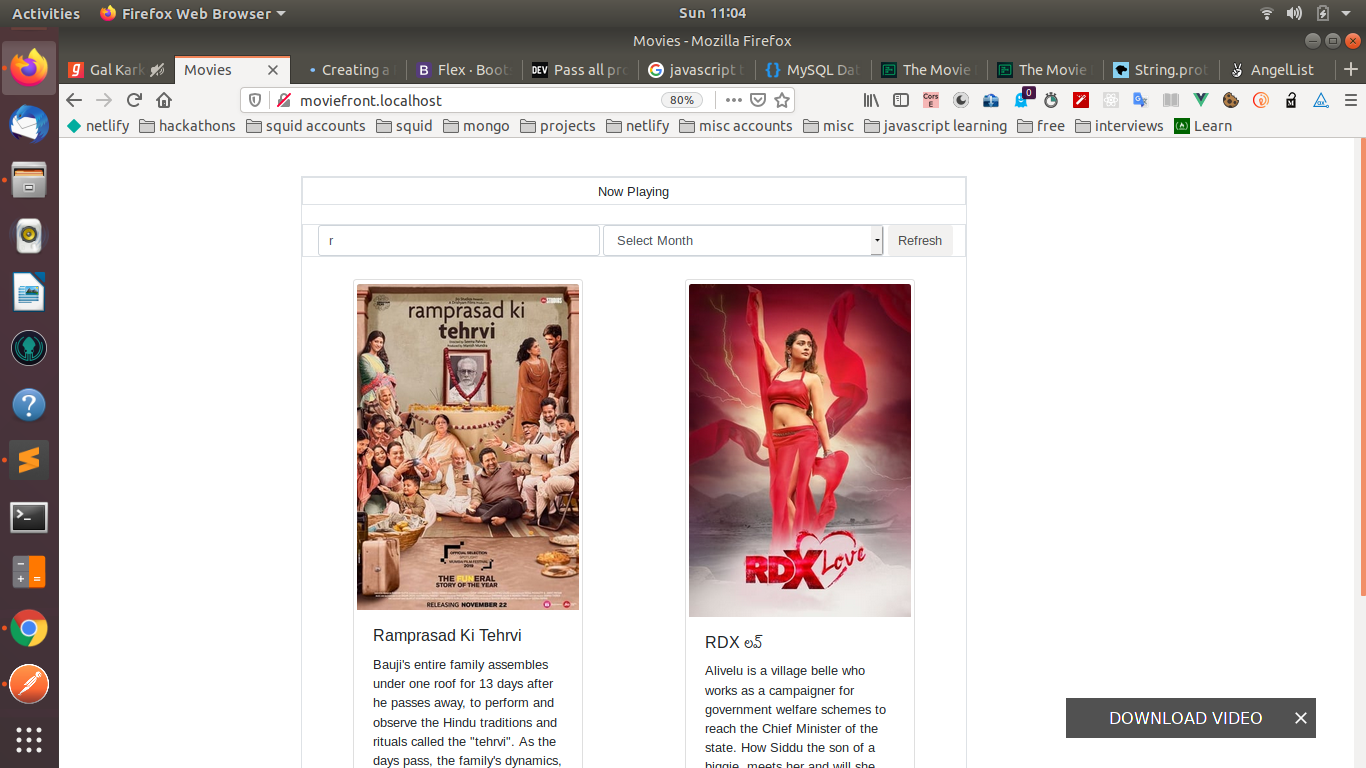 Activities Firefox Web Browser Sun 11:04
Movies - Mozilla Firefox
Gal Kark Movies Creating a Flex · Boots DEV Pass all pro javascript t MySQL Dat The Movie The Movie String.prot AngelList
moviefront.localhost 80% Cors E 0
netlify hackathons squid accounts squid mongo projects netlify misc accounts misc javascript learning free interviews Learn
Now Playing
r Select Month Refresh
ramprasad ki
tehrvi
OFFICIAL SELECTION
THE FUNERAL
STORY OF THE YEAR
RELEASING NOVEMBER 22
RDX Love
Ramprasad Ki Tehrvi
Bauji's entire family assembles
under one roof for 13 days after
he passes away, to perform and
observe the Hindu traditions and
rituals called the "tehrvi". As the
days pass, the family's dynamics,
RDX లవ్
Alivelu is a village belle who
works as a campaigner for
government welfare schemes to
reach the Chief Minister of the
state. How Siddu the son of a
biggie, meets her and will she
DOWNLOAD VIDEO